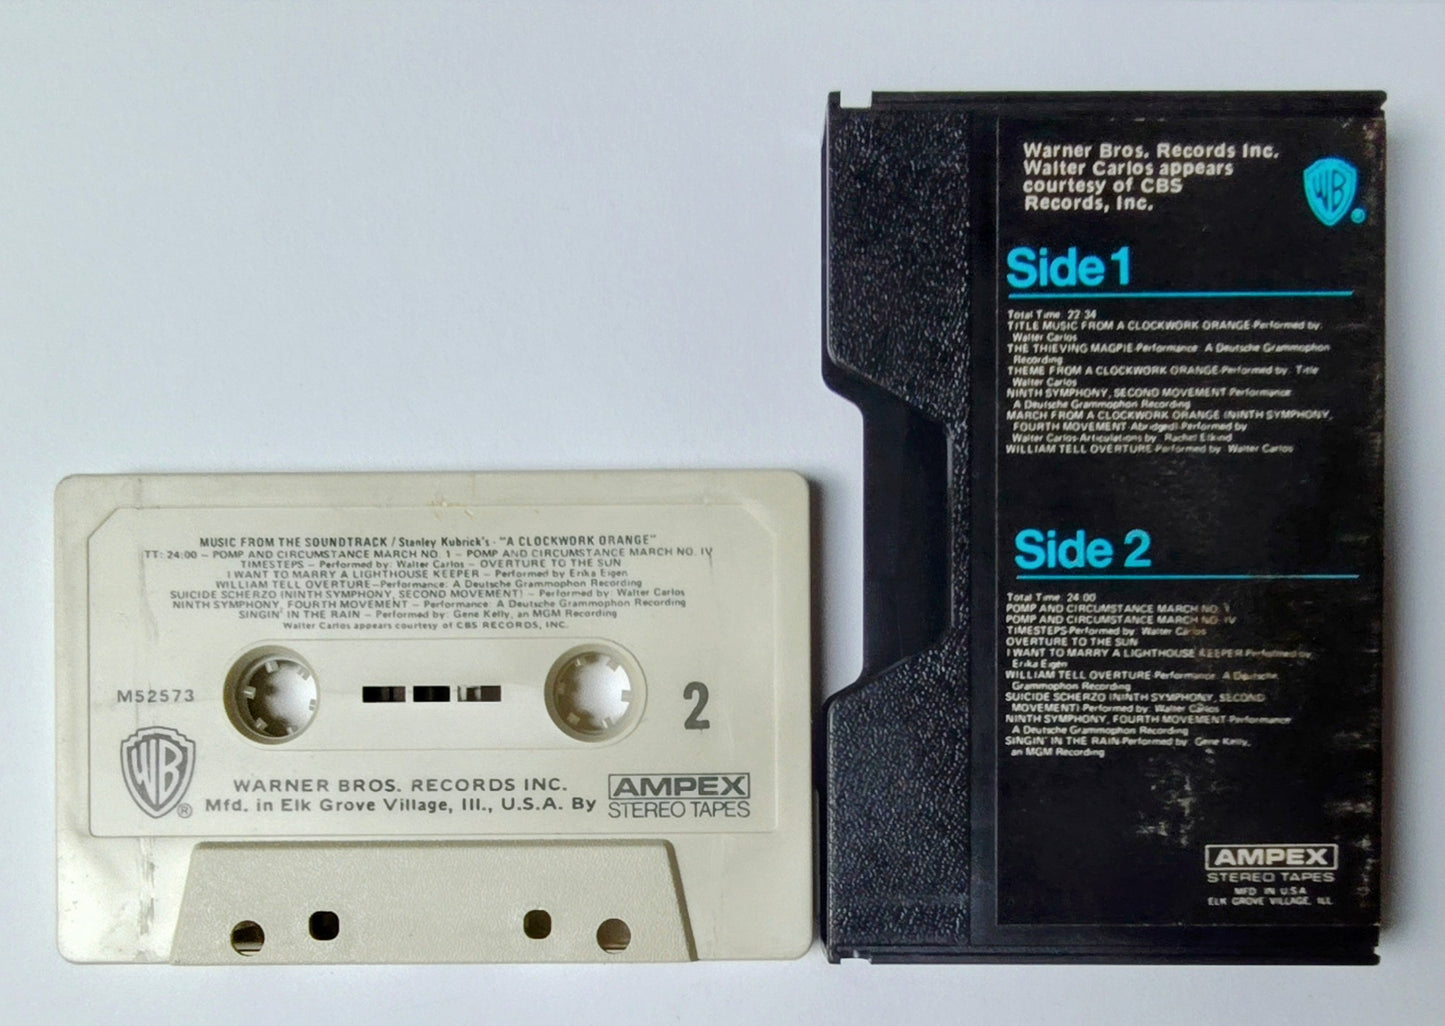 MUSIC FROM THE SOUNDTRACK / Stanley Kubrick's - "A CLOCKWORK ORANGE"
TT: 24:00 – POMP AND CIRCUMSTANCE MARCH NO. 1 – POMP AND CIRCUMSTANCE MARCH NO. IV
TIMESTEPS – Performed by: Walter Carlos – OVERTURE TO THE SUN
I WANT TO MARRY A LIGHTHOUSE KEEPER – Performed by Erika Eigen
WILLIAM TELL OVERTURE–Performance: A Deutsche Grammophon Recording
SUICIDE SCHERZO (NINTH SYMPHONY, SECOND MOVEMENT) – Performed by: Walter Carlos
NINTH SYMPHONY, FOURTH MOVEMENT – Performance: A Deutsche Grammophon Recording
SINGIN' IN THE RAIN – Performed by: Gene Kelly, an MGM Recording
Walter Carlos appears courtesy of CBS RECORDS, INC.
M52573
2
WB
®
WARNER BROS. RECORDS INC.
Mfd. in Elk Grove Village, Ill., U.S.A. By
AMPEX
STEREO TAPES
Warner Bros. Records Inc.
Walter Carlos appears
courtesy of CBS
Records, Inc.
WB
®
Side 1
Total Time: 22:34
TITLE MUSIC FROM A CLOCKWORK ORANGE-Performed by:
Walter Carlos
THE THIEVING MAGPIE-Performance: A Deutsche Grammophon
Recording
THEME FROM A CLOCKWORK ORANGE-Performed by: Title
Walter Carlos
NINTH SYMPHONY, SECOND MOVEMENT-Performance:
A Deutsche Grammophon Recording
MARCH FROM A CLOCKWORK ORANGE (NINTH SYMPHONY,
FOURTH MOVEMENT-Abridged)-Performed by
Walter Carlos-Articulations by: Rachel Elkind
WILLIAM TELL OVERTURE-Performed by: Walter Carlos
Side 2
Total Time: 24:00
POMP AND CIRCUMSTANCE MARCH NO. 1
POMP AND CIRCUMSTANCE MARCH NO. IV
TIMESTEPS-Performed by: Walter Carlos
OVERTURE TO THE SUN
I WANT TO MARRY A LIGHTHOUSE KEEPER-Performed by:
Erika Eigen
WILLIAM TELL OVERTURE-Performance: A Deutsche
Grammophon Recording
SUICIDE SCHERZO (NINTH SYMPHONY, SECOND
MOVEMENT)-Performed by: Walter Carlos
NINTH SYMPHONY, FOURTH MOVEMENT-Performance:
A Deutsche Grammophon Recording
SINGIN' IN THE RAIN-Performed by: Gene Kelly,
an MGM Recording
AMPEX
STEREO TAPES
MFD. IN U.S.A.
ELK GROVE VILLAGE, ILL.